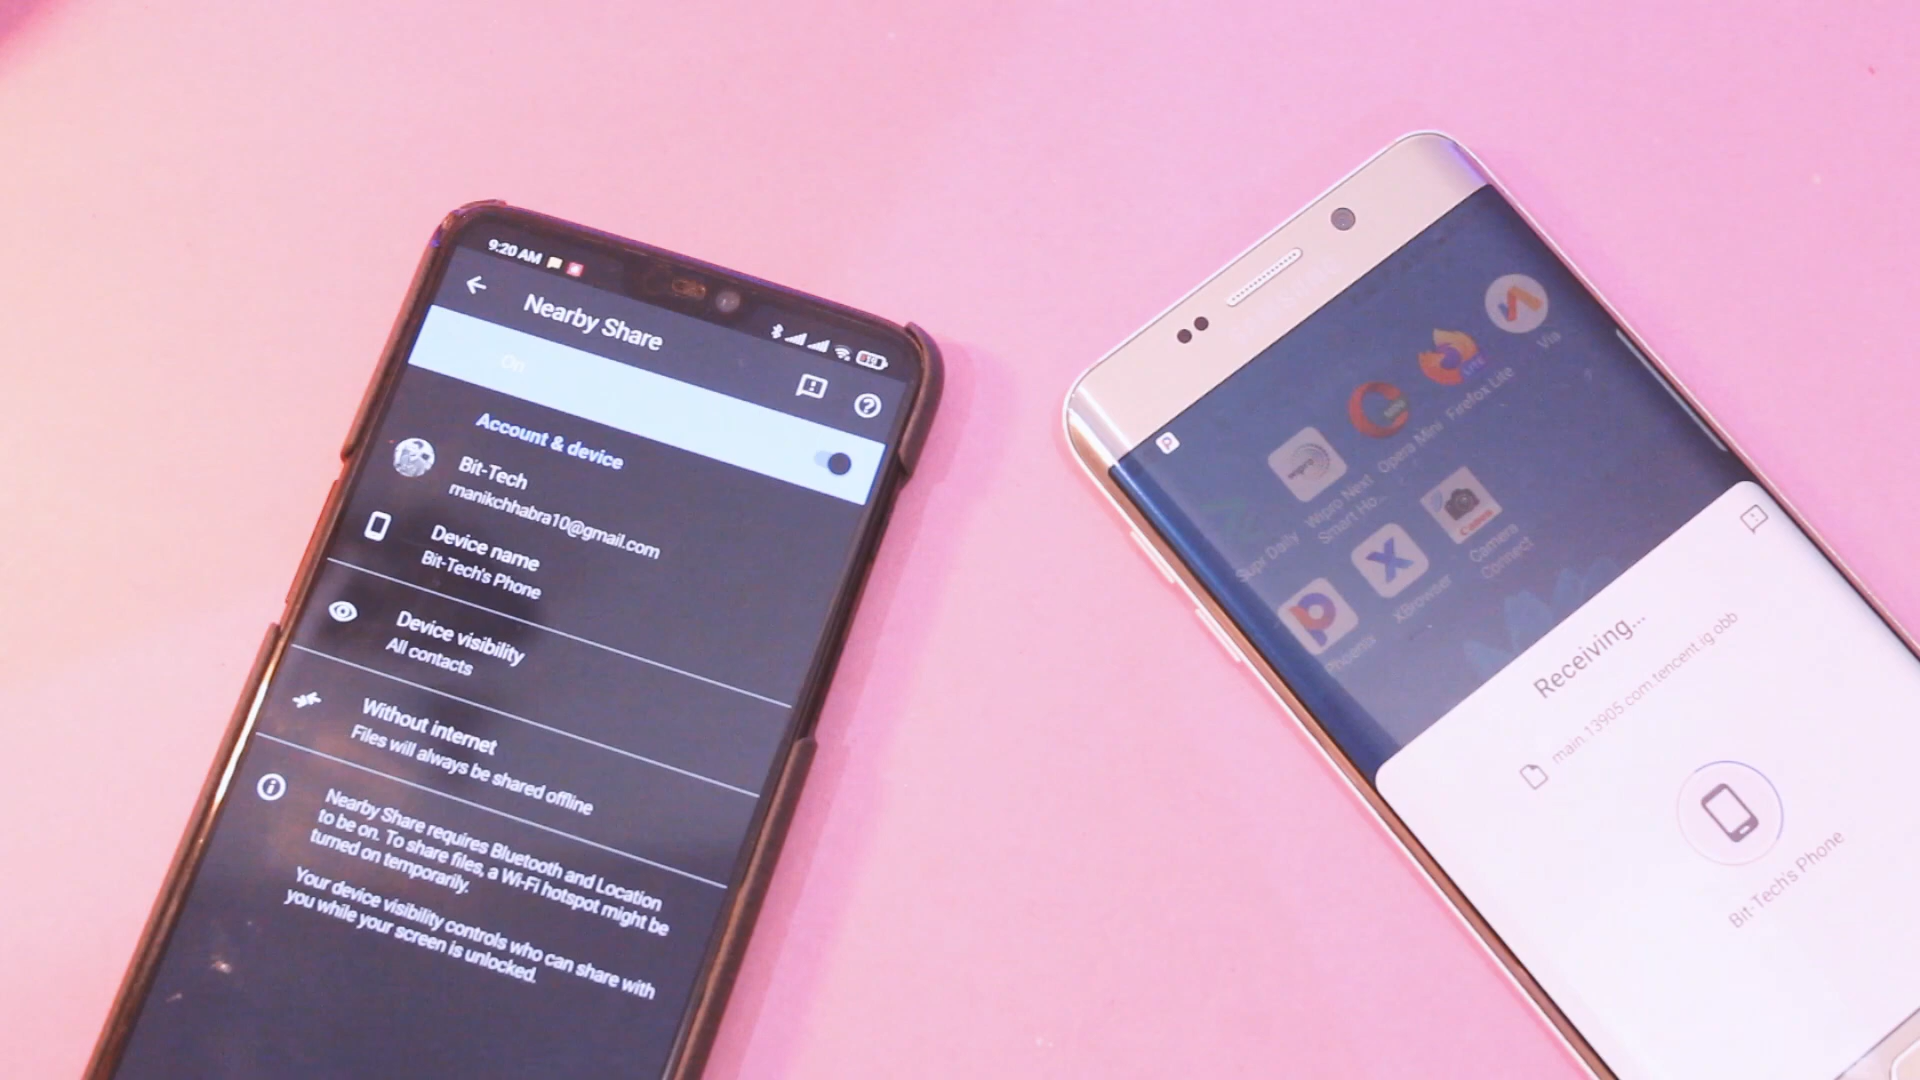 9:20 AM
Nearby Share
On
Account & device
Bit-Tech
manikchhabra10@gmail.com
Device name
Bit-Tech's Phone
Device visibility
All contacts
Without internet
Files will always be shared offline
Nearby Share requires Bluetooth and Location
to be on. To share files, a Wi-Fi hotspot might be
turned on temporarily.
Your device visibility controls who can share with
you while your screen is unlocked.
Via
Firefox Lite
Opera Mini
Wipro Next
Smart Ho...
Supr Daily
Camera
Connect
XBrowser
Phoenix
Receiving...
main.13905.com.tencent.ig.obb
Bit-Tech's Phone